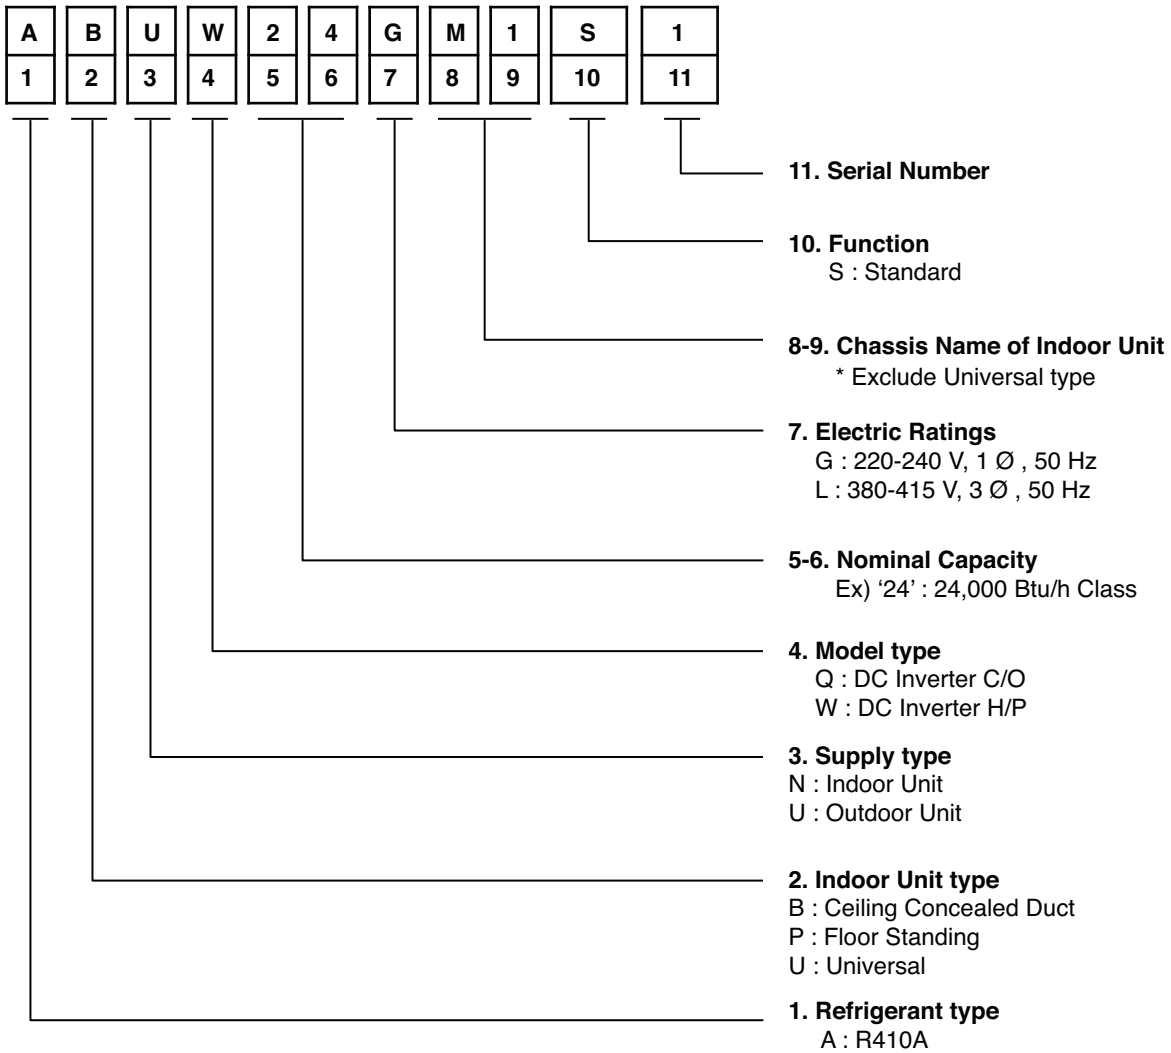 A B U W 2 4 G M 1 S 1
1 2 3 4 5 6 7 8 9 10 11
11. Serial Number
10. Function
S : Standard
8-9. Chassis Name of Indoor Unit
* Exclude Universal type
7. Electric Ratings
G : 220-240 V, 1 Ø , 50 Hz
L : 380-415 V, 3 Ø , 50 Hz
5-6. Nominal Capacity
Ex) ‘24’ : 24,000 Btu/h Class
4. Model type
Q : DC Inverter C/O
W : DC Inverter H/P
3. Supply type
N : Indoor Unit
U : Outdoor Unit
2. Indoor Unit type
B : Ceiling Concealed Duct
P : Floor Standing
U : Universal
1. Refrigerant type
A : R410A